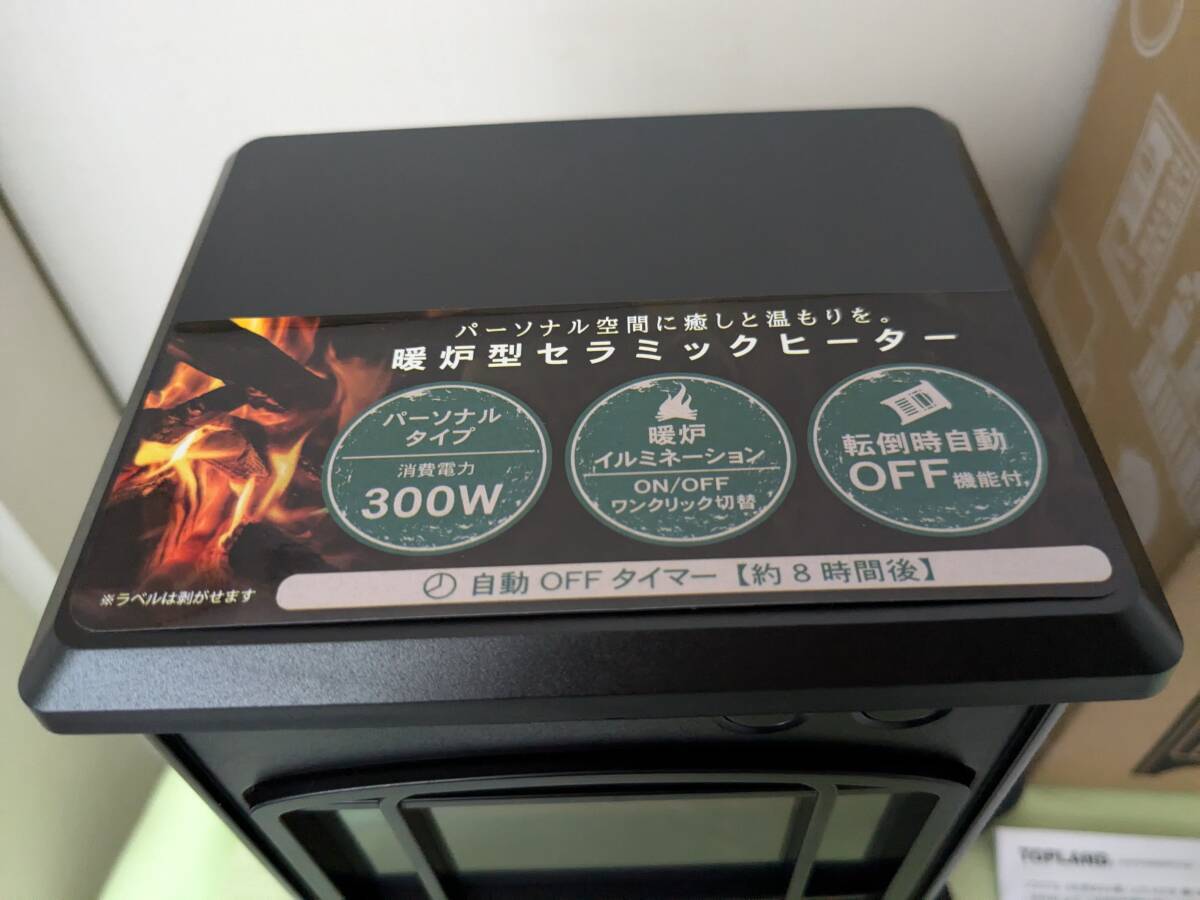 パーソナル空間に癒しと温もりを。
暖炉型セラミックヒーター
パーソナル
タイプ
消費電力
300W
暖炉
イルミネーション
ON/OFF
ワンクリック切替
転倒時自動
OFF機能付
自動OFFタイマー【約8時間後】
※ラベルは剥がせます
TOPLAND